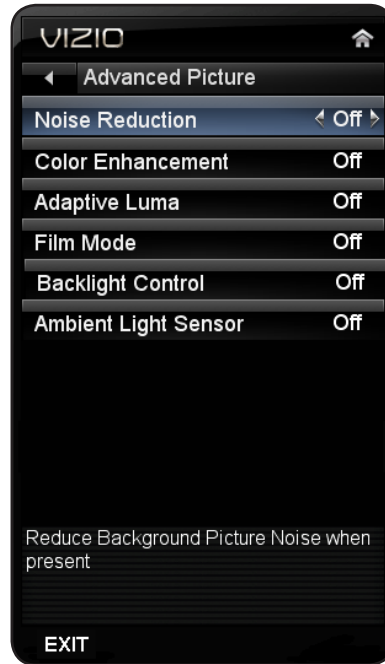 VIZIO
Advanced Picture
Noise Reduction Off
Color Enhancement Off
Adaptive Luma Off
Film Mode Off
Backlight Control Off
Ambient Light Sensor Off
Reduce Background Picture Noise when
present
EXIT